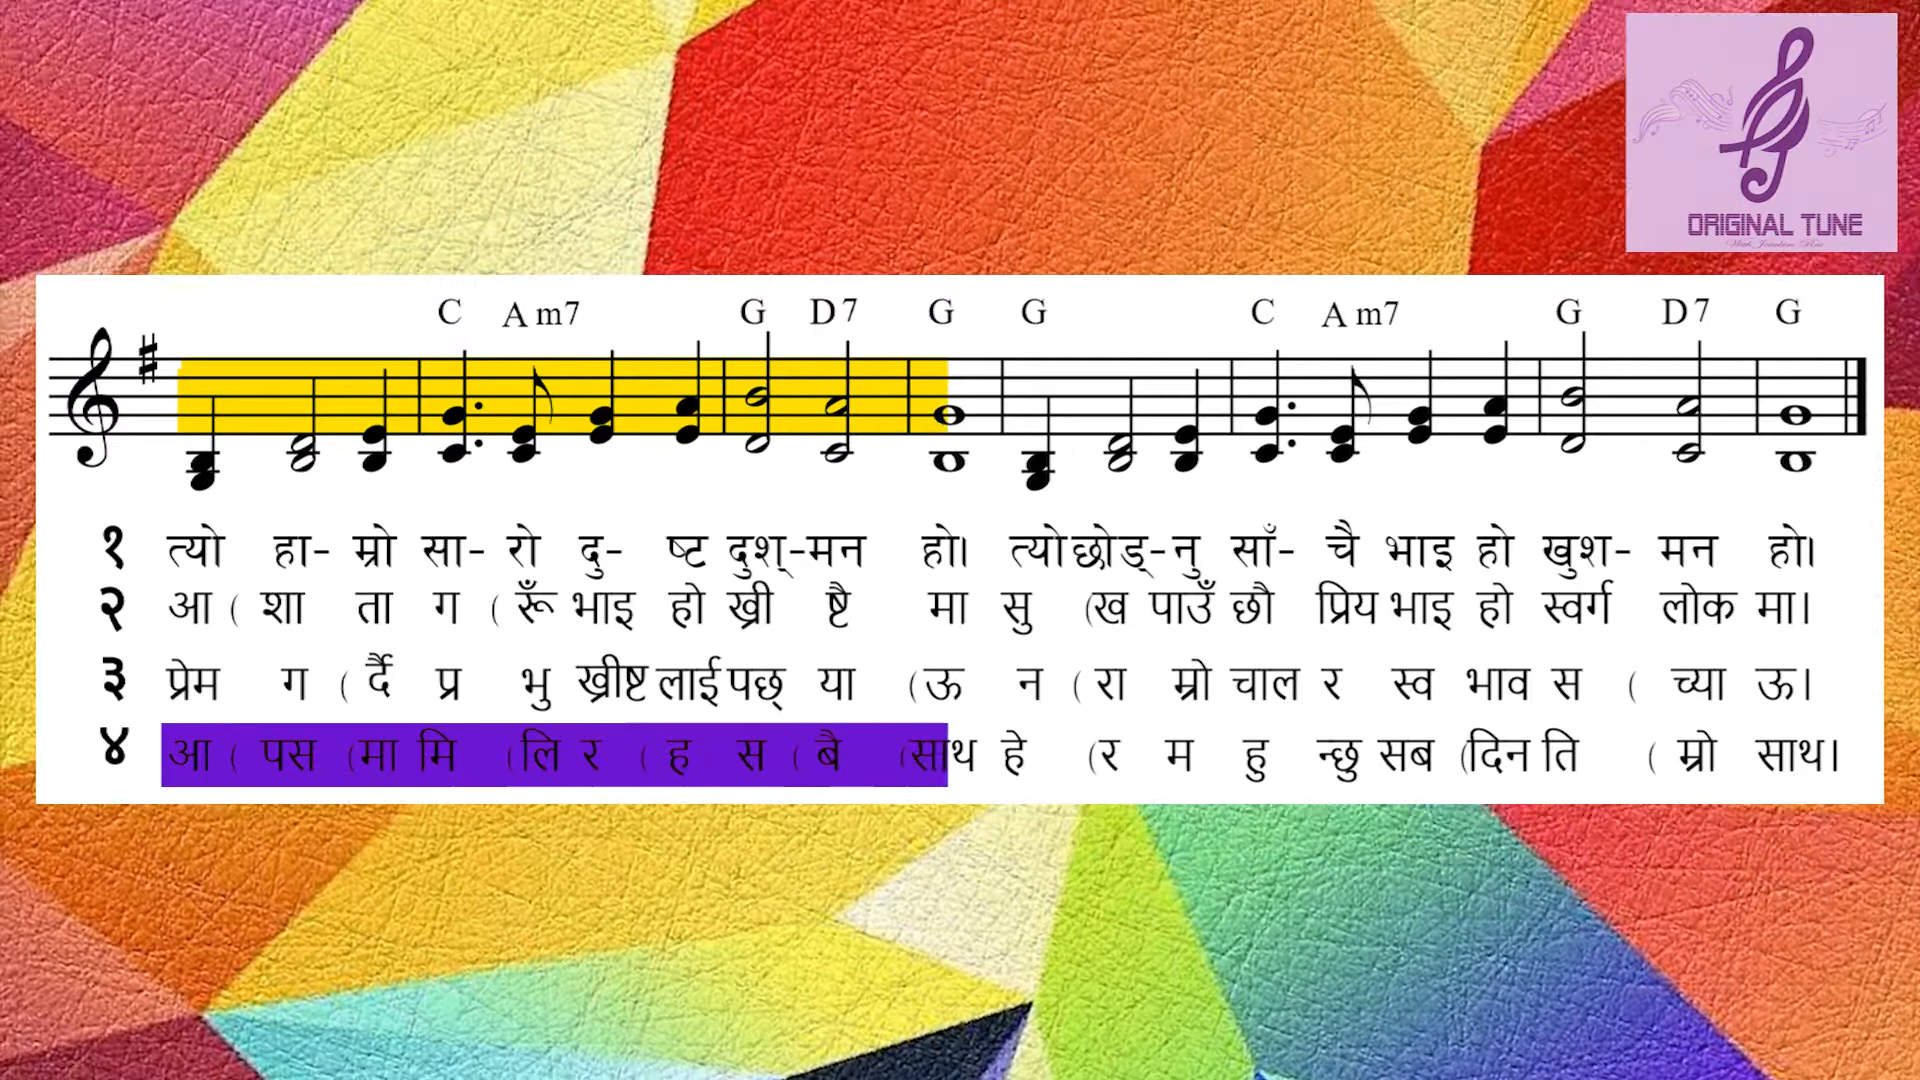 ORIGINAL TUNE
C Am7 G D7 G G C Am7 G D7 G
१ त्यो हा- म्रो सा- रो दु- ष्ट दुश्-मन हो। त्यो छोड्-नु साँ- चै भाइ हो खुश- मन हो।
२ आ ( शा ता ग ( रूँ भाइ हो ख्री ष्टै मा सु (ख पाउँ छौ प्रिय भाइ हो स्वर्ग लोक मा।
३ प्रेम ग ( र्दै प्र भु ख्रीष्ट लाई पछ् या (ऊ न ( रा म्रो चाल र स्व भाव स ( च्या ऊ।
४ आ ( पस (मा मि (लि र ( ह स ( बै (साथ हे (र म हु न्छु सब (दिन ति ( म्रो साथ।